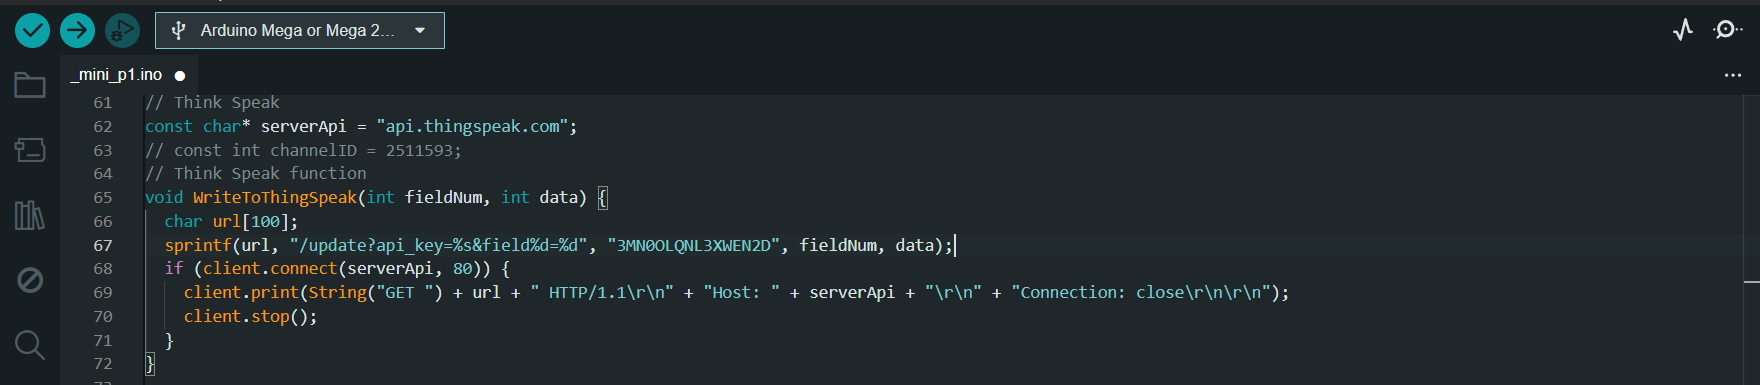 Arduino Mega or Mega 2...
_mini_p1.ino
61 // Think Speak
62 const char* serverApi = "api.thingspeak.com";
63 // const int channelID = 2511593;
64 // Think Speak function
65 void WriteToThingSpeak(int fieldNum, int data) {
66 char url[100];
67 sprintf(url, "/update?api_key=%s&field%d=%d", "3MN0OLQNL3XWEN2D", fieldNum, data);
68 if (client.connect(serverApi, 80)) {
69 client.print(String("GET ") + url + " HTTP/1.1\r\n" + "Host: " + serverApi + "\r\n" + "Connection: close\r\n\r\n");
70 client.stop();
71 }
72 }